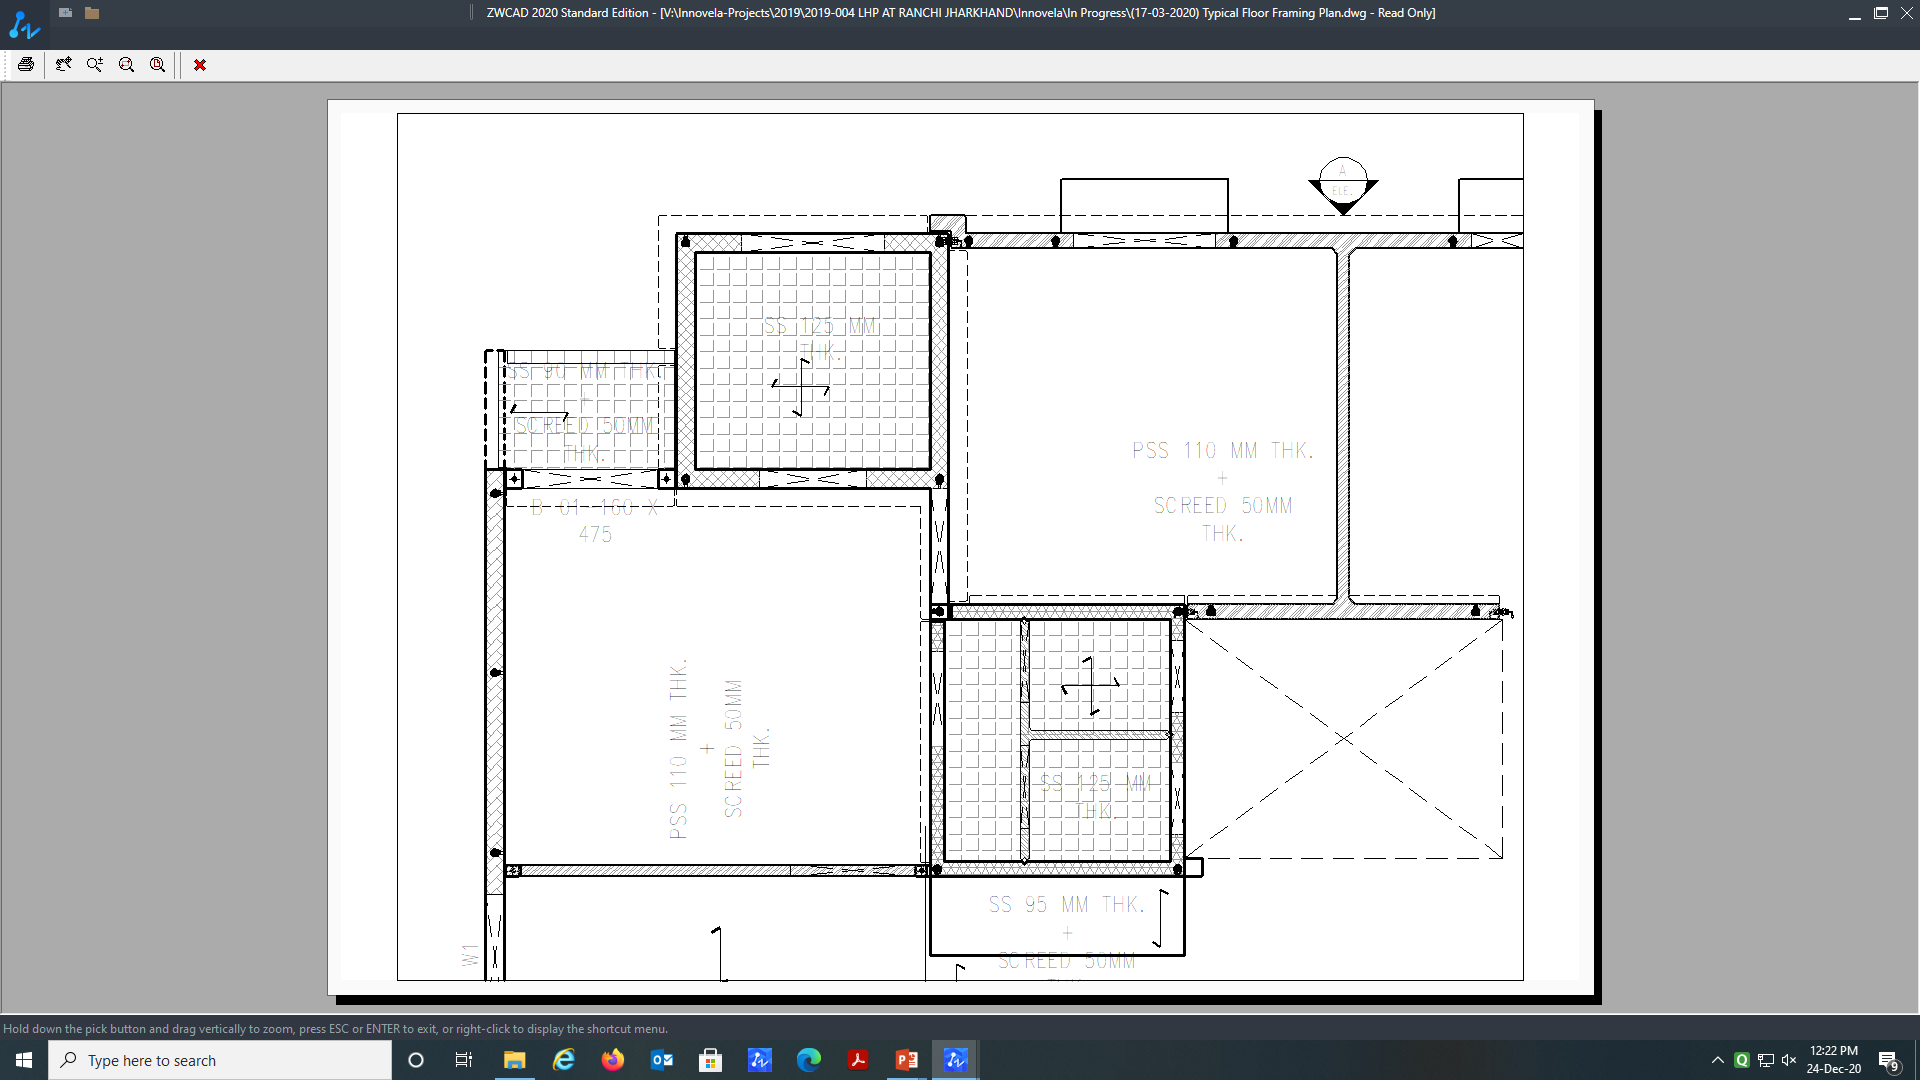 ZWCAD 2020 Standard Edition - [V:\Innovela-Projects\2019\2019-004 LHP AT RANCHI JHARKHAND\Innovela\In Progress\(17-03-2020) Typical Floor Framing Plan.dwg - Read Only]
A
ELE.
SS 125 MM
THK.
SS 90 MM THK.
+
SCREED 50MM
THK.
B 01 160 X
475
PSS 110 MM THK.
+
SCREED 50MM
THK.
PSS 110 MM THK.
+
SCREED 50MM
THK.
SS 125 MM
THK.
SS 95 MM THK.
+
SCREED 50MM
W1
Hold down the pick button and drag vertically to zoom, press ESC or ENTER to exit, or right-click to display the shortcut menu.
Type here to search
12:22 PM
24-Dec-20
9